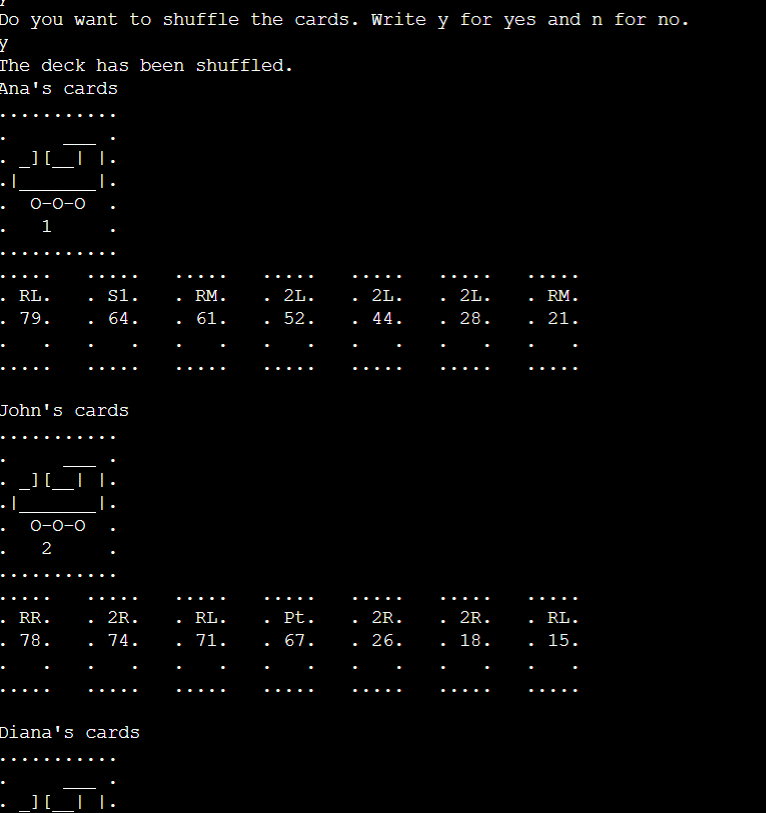 Do you want to shuffle the cards. Write y for yes and n for no.
y
The deck has been shuffled.
Ana's cards
...........
.     ___ .
. _][__| |.
.|_______|.
.  O-O-O  .
.   1     .
...........
.....   .....   .....   .....   .....   .....   .....
. RL.   . S1.   . RM.   . 2L.   . 2L.   . 2L.   . RM.
. 79.   . 64.   . 61.   . 52.   . 44.   . 28.   . 21.
.   .   .   .   .   .   .   .   .   .   .   .   .   .
.....   .....   .....   .....   .....   .....   .....
John's cards
...........
.     ___ .
. _][__| |.
.|_______|.
.  O-O-O  .
.   2     .
...........
.....   .....   .....   .....   .....   .....   .....
. RR.   . 2R.   . RL.   . Pt.   . 2R.   . 2R.   . RL.
. 78.   . 74.   . 71.   . 67.   . 26.   . 18.   . 15.
.   .   .   .   .   .   .   .   .   .   .   .   .   .
.....   .....   .....   .....   .....   .....   .....
Diana's cards
...........
.     ___ .
. _][__| |.